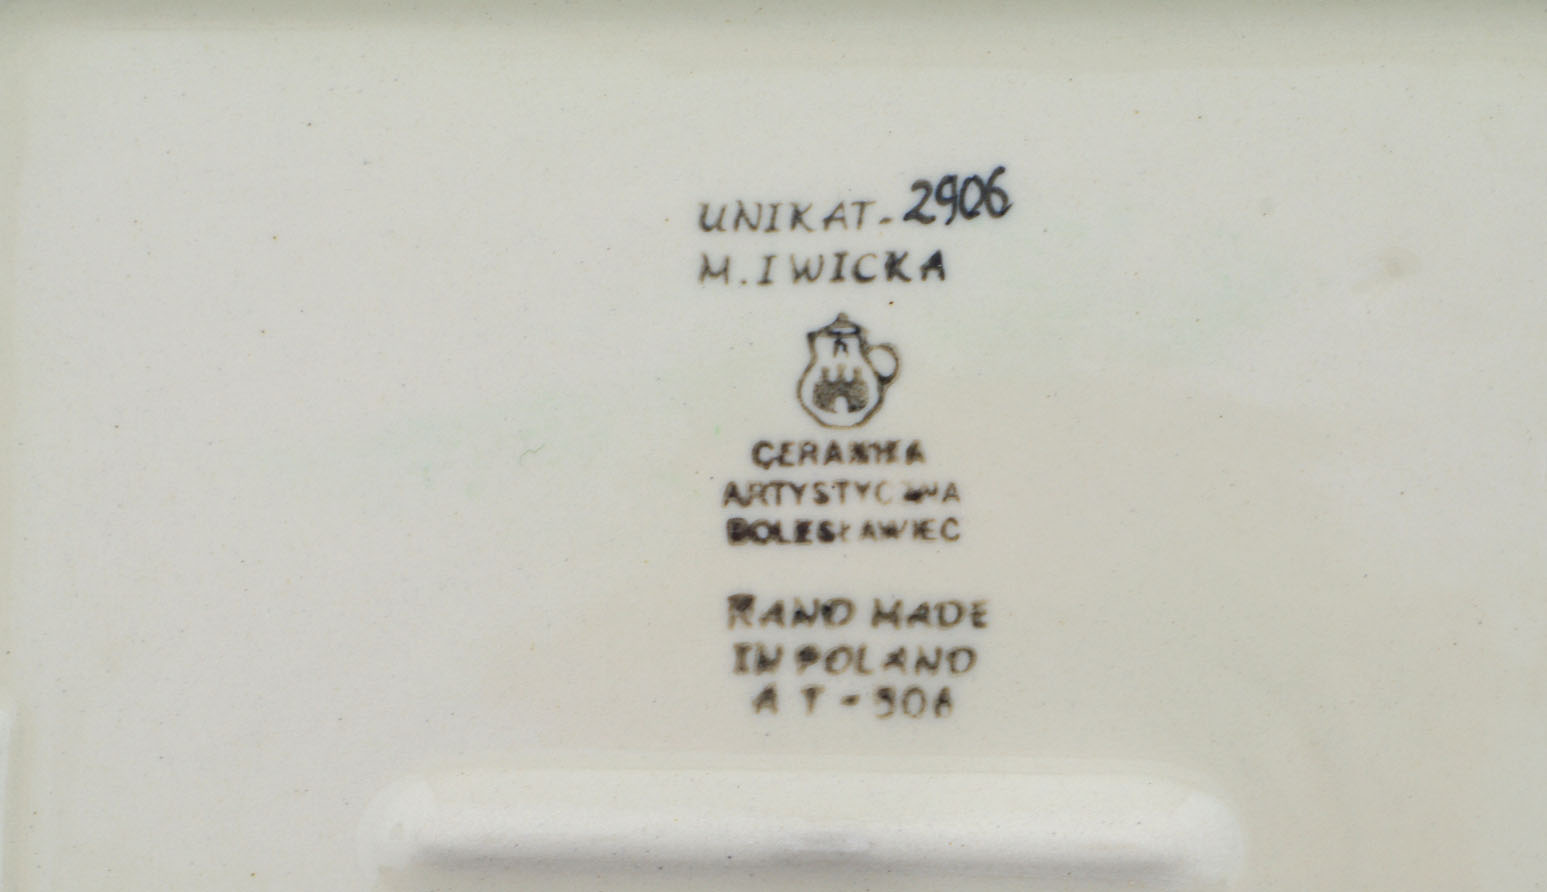 UNIKAT-2906
M.IWICKA
CERAMIKA
ARTYSTYCZNA
BOLESŁAWIEC
HAND MADE
IN POLAND